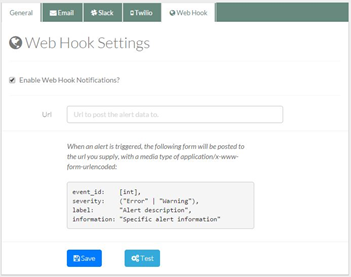 General Email Slack Twilio Web Hook
Web Hook Settings
Enable Web Hook Notifications?
Url Url to post the alert data to.
When an alert is triggered, the following form will be posted
to the url you supply, with a media type of application/x-www-
form-urlencoded:
event_id: [int],
severity: ("Error" | "Warning"),
label: "Alert description",
information: "Specific alert information"
Save Test